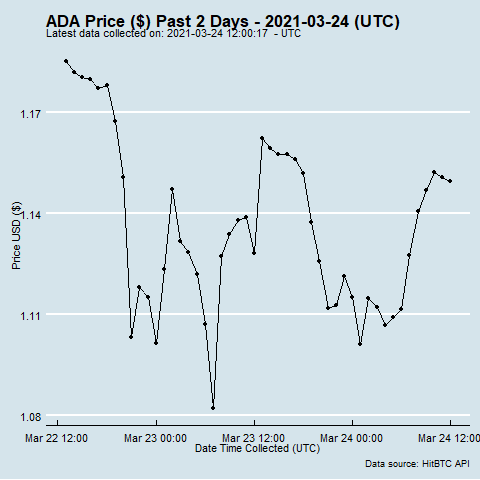 ADA Price ($) Past 2 Days - 2021-03-24 (UTC)
Latest data collected on: 2021-03-24 12:00:17 - UTC
1.17
1.14
1.11
1.08
Price USD ($)
Mar 22 12:00 Mar 23 00:00 Mar 23 12:00 Mar 24 00:00 Mar 24 12:00
Date Time Collected (UTC)
Data source: HitBTC API